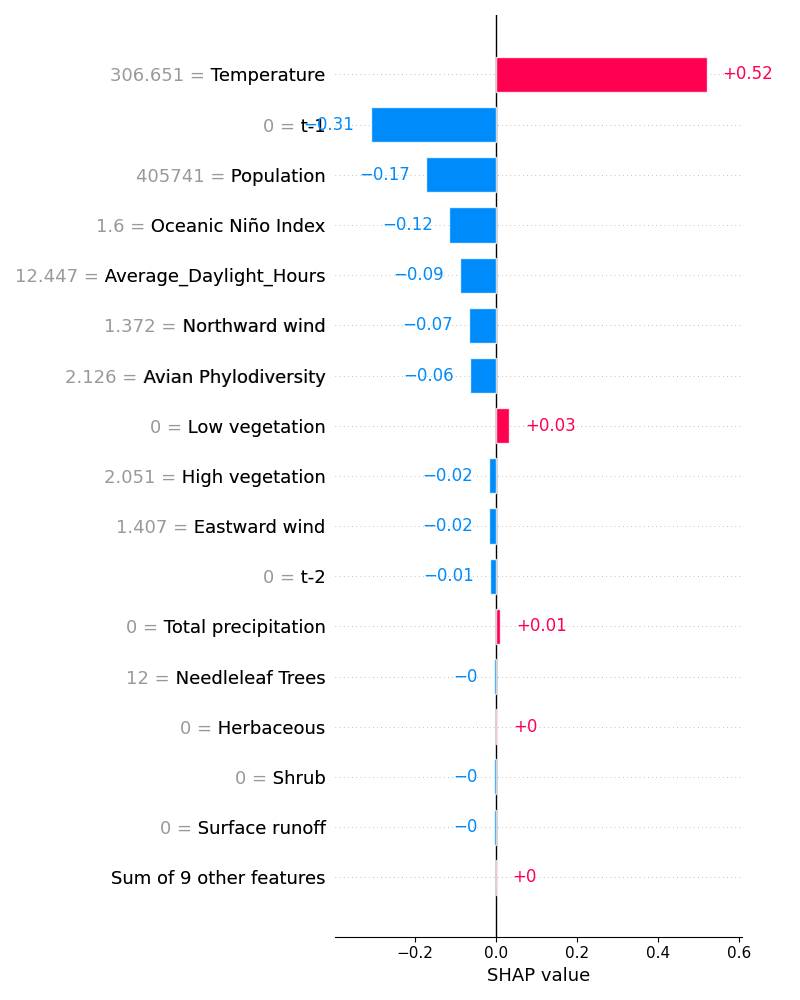 306.651 = Temperature +0.52
0 = t-1 −0.31
405741 = Population −0.17
1.6 = Oceanic Niño Index −0.12
12.447 = Average_Daylight_Hours −0.09
1.372 = Northward wind −0.07
2.126 = Avian Phylodiversity −0.06
0 = Low vegetation +0.03
2.051 = High vegetation −0.02
1.407 = Eastward wind −0.02
0 = t-2 −0.01
0 = Total precipitation +0.01
12 = Needleleaf Trees −0
0 = Herbaceous +0
0 = Shrub −0
0 = Surface runoff −0
Sum of 9 other features +0
−0.2 0.0 0.2 0.4 0.6
SHAP value